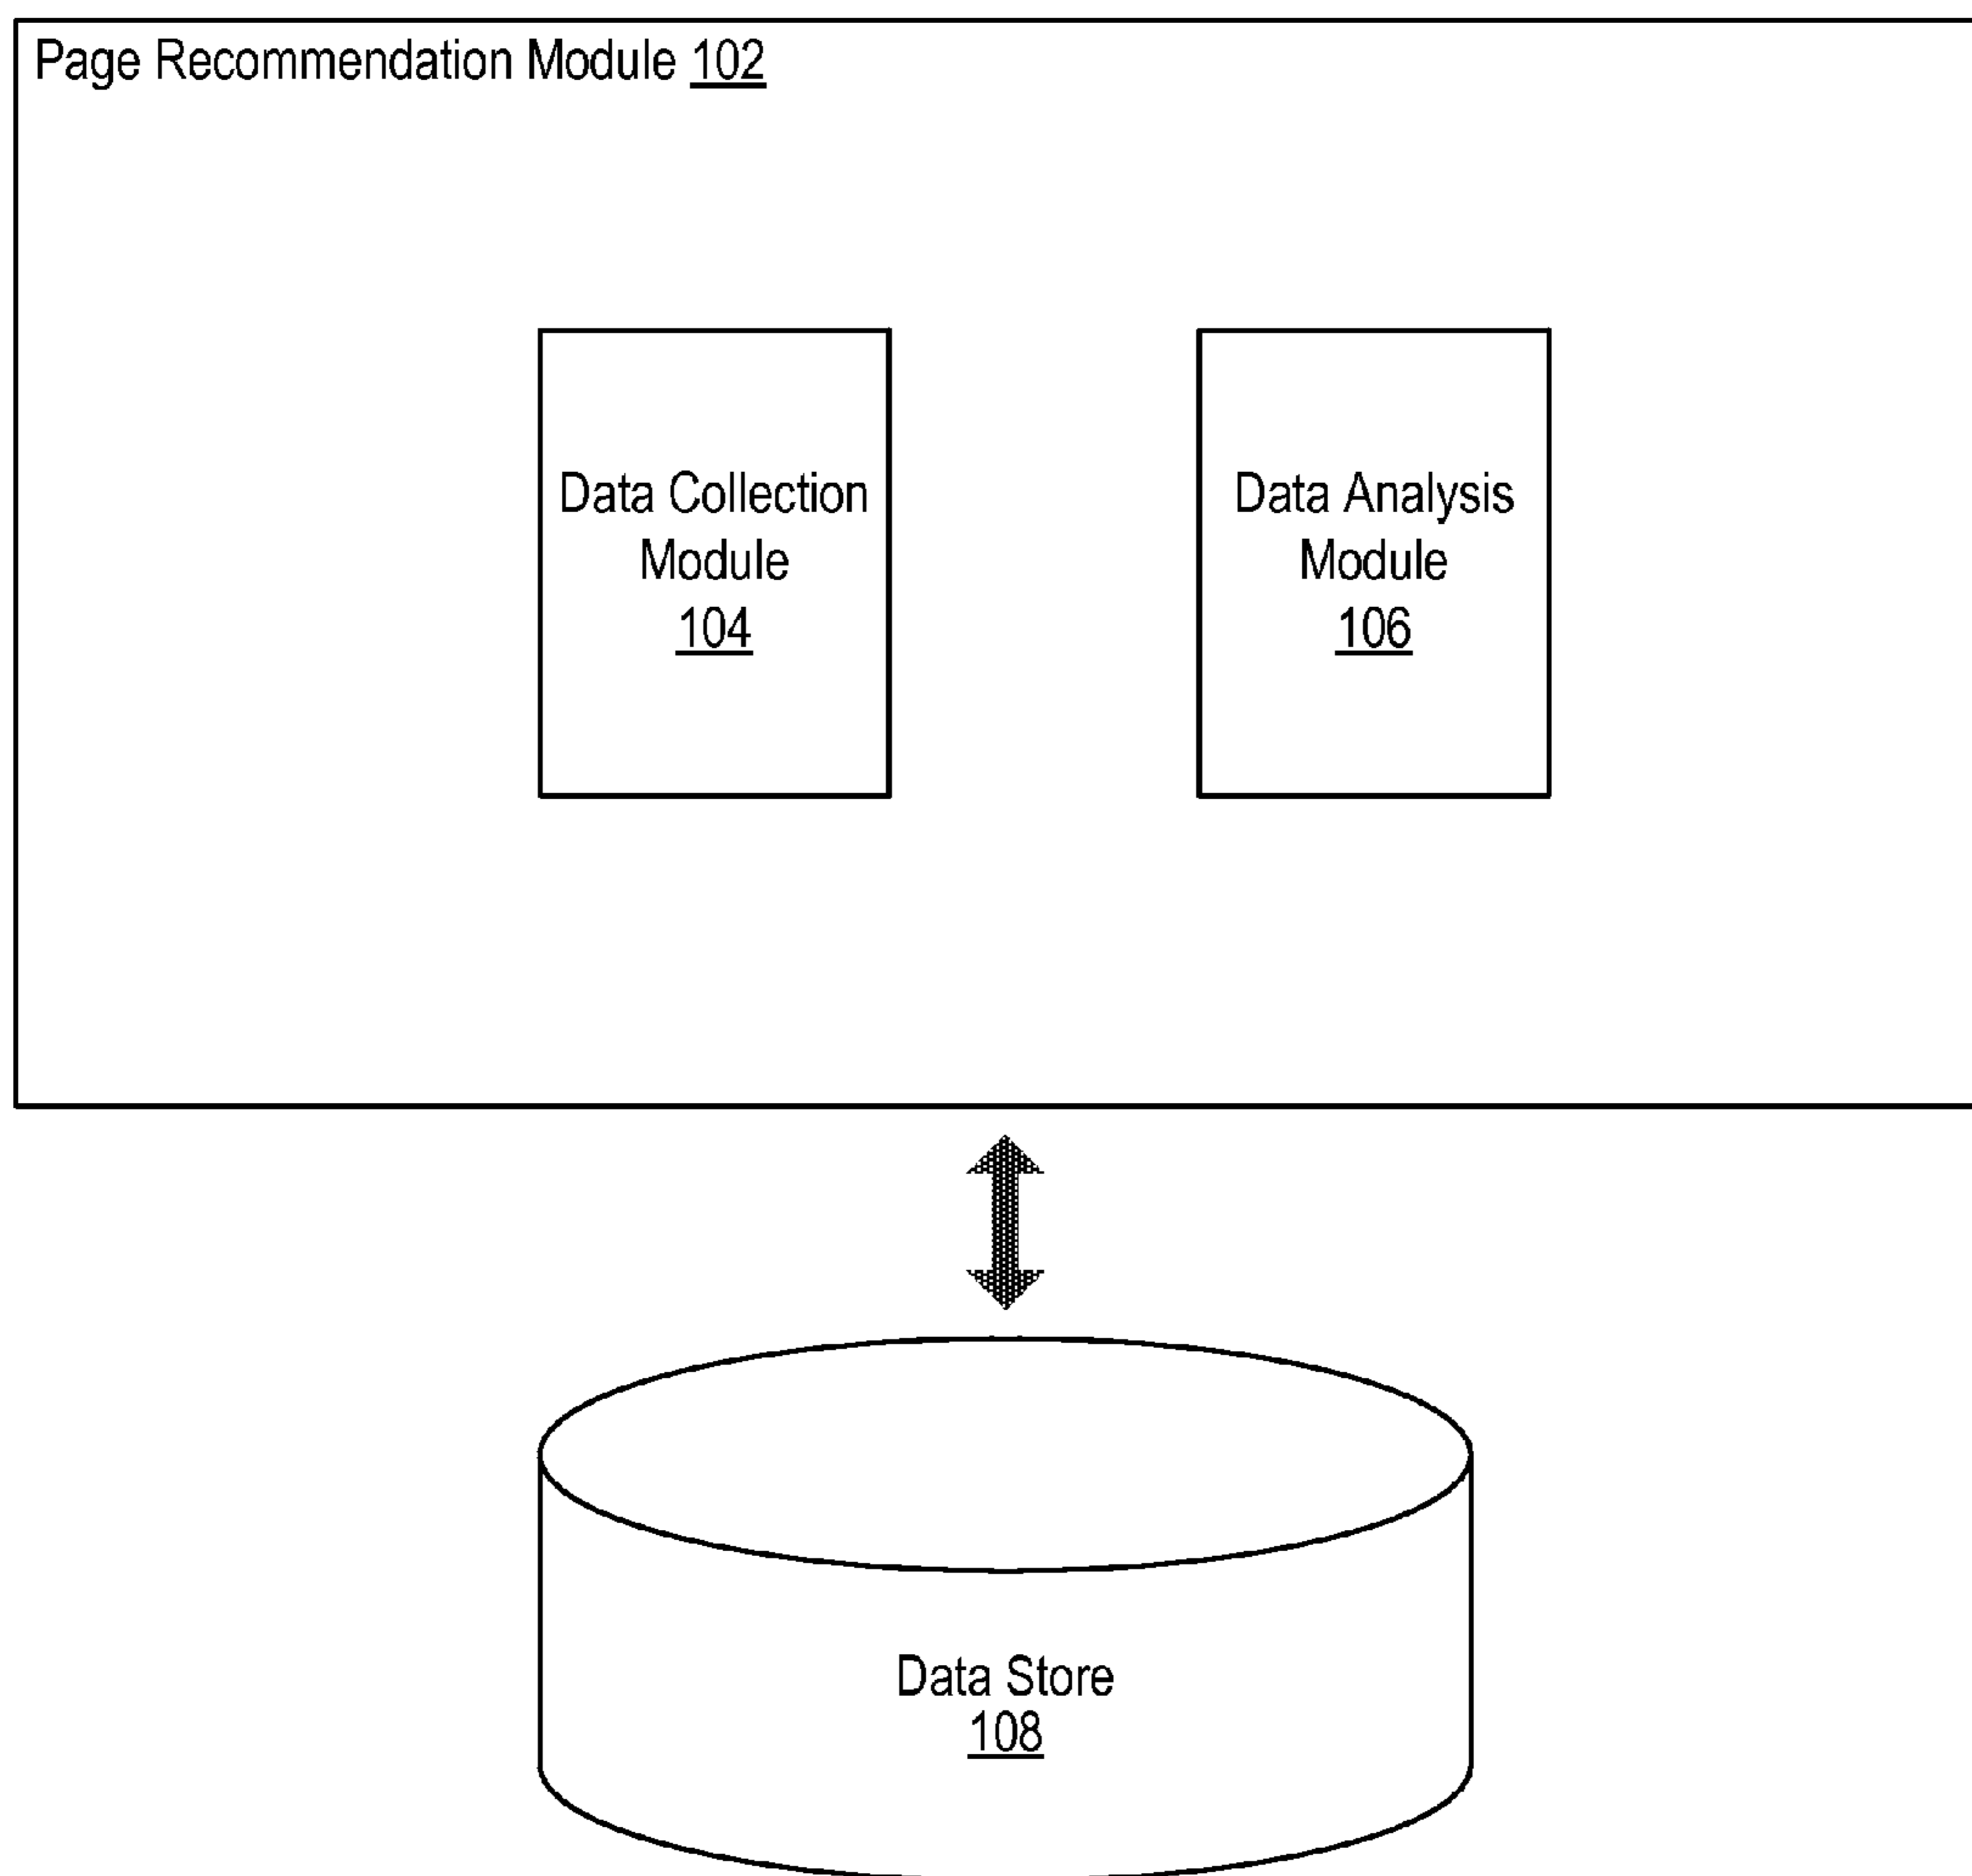 Page Recommendation Module 102
Data Collection
Module
104
Data Analysis
Module
106
Data Store
108